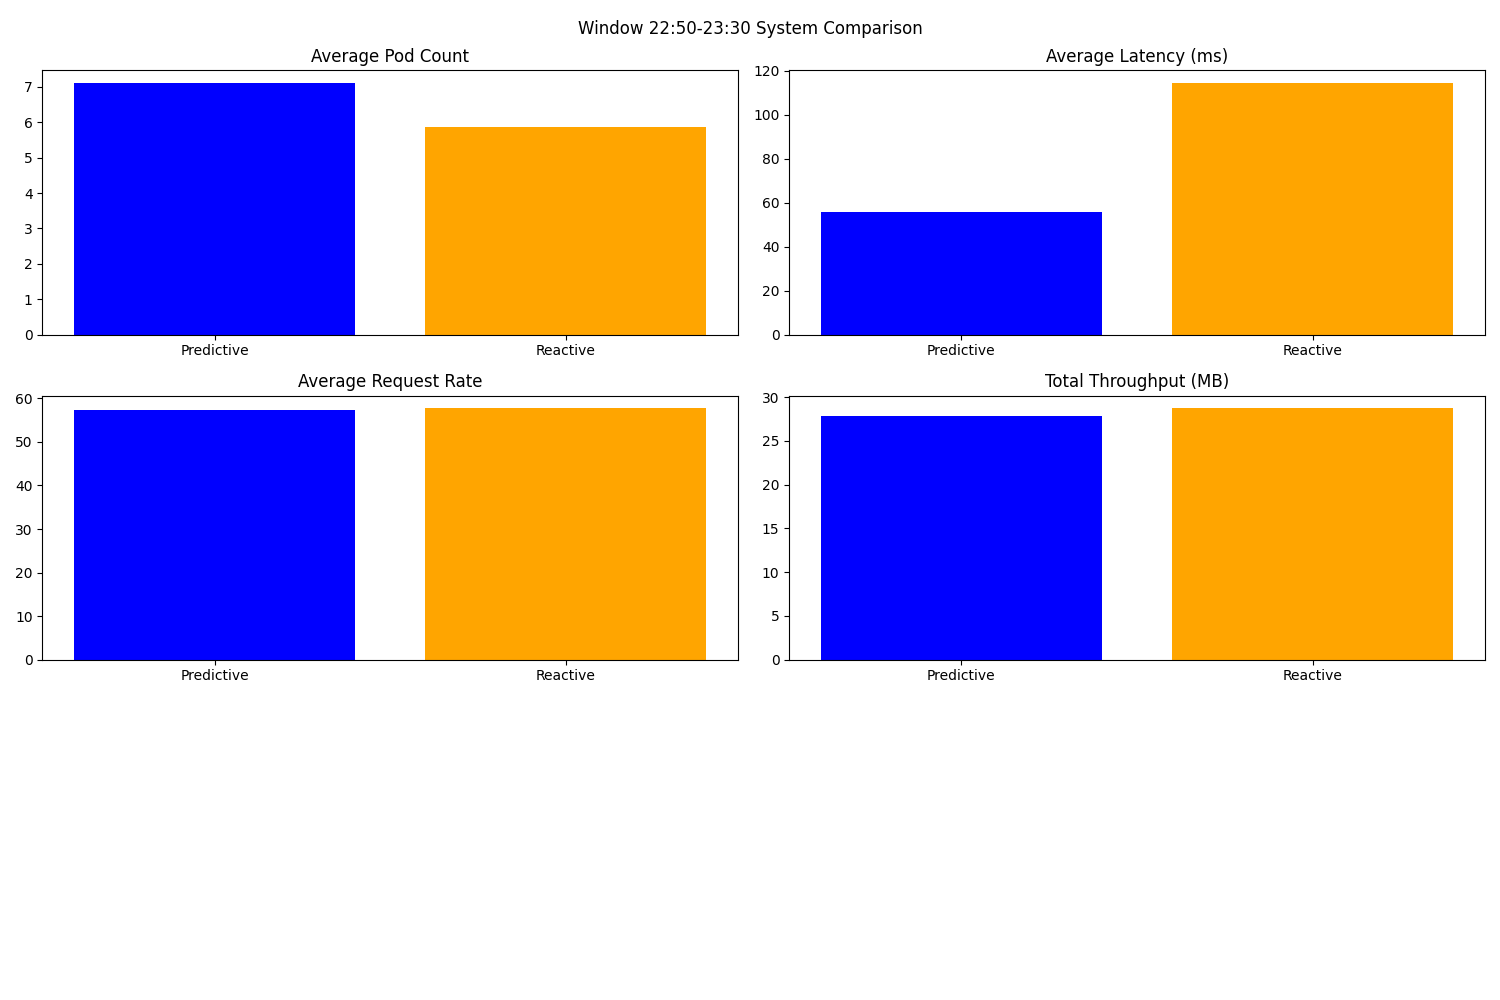 Window 22:50-23:30 System Comparison
Average Pod Count
7
6
5
4
3
2
1
0
Predictive
Reactive
Average Latency (ms)
120
100
80
60
40
20
0
Predictive
Reactive
Average Request Rate
60
50
40
30
20
10
0
Predictive
Reactive
Total Throughput (MB)
30
25
20
15
10
5
0
Predictive
Reactive